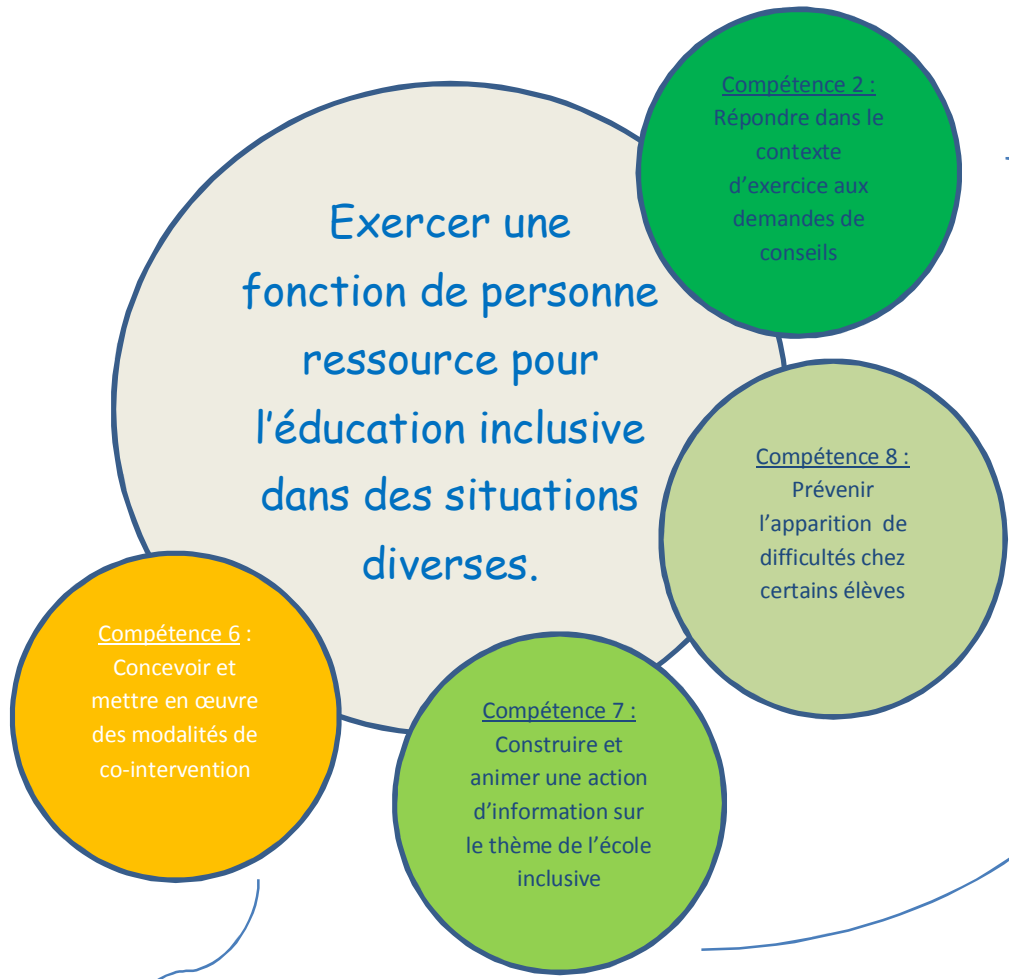 Exercer une
fonction de personne
ressource pour
l'éducation inclusive
dans des situations
diverses.
Compétence 2 :
Répondre dans le
contexte
d'exercice aux
demandes de
conseils
Compétence 8 :
Prévenir
l'apparition de
difficultés chez
certains élèves
Compétence 7 :
Construire et
animer une action
d'information sur
le thème de l'école
inclusive
Compétence 6 :
Concevoir et
mettre en œuvre
des modalités de
co-intervention